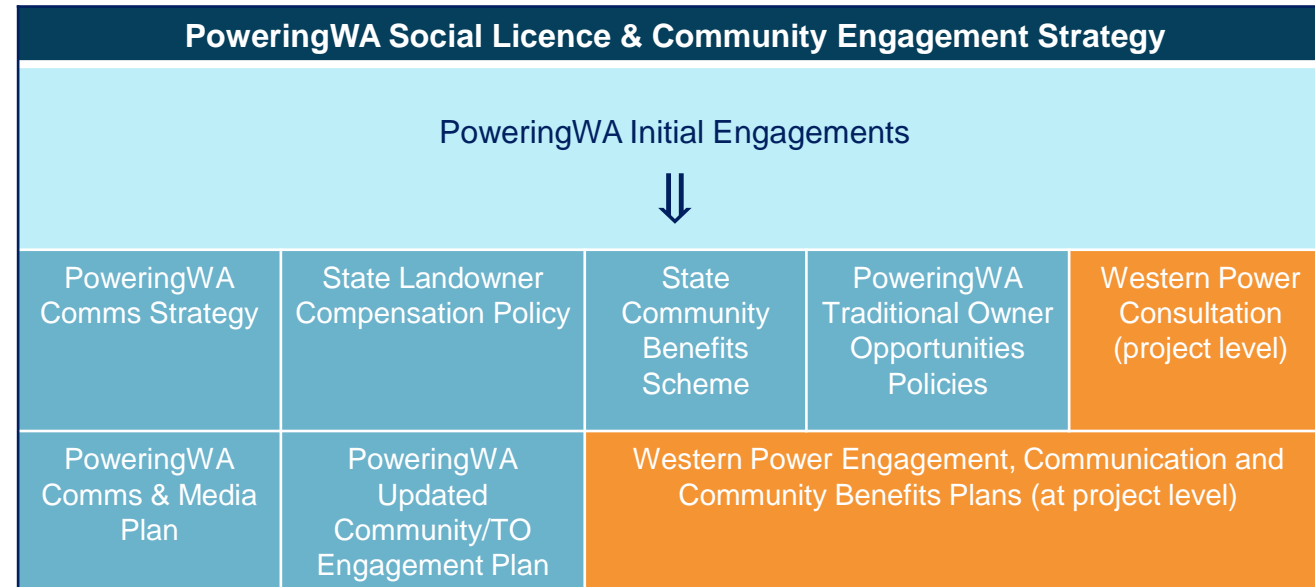 PoweringWA Social Licence & Community Engagement Strategy
PoweringWA Initial Engagements
⇓
PoweringWA
Comms Strategy
State Landowner
Compensation Policy
State
Community
Benefits
Scheme
PoweringWA
Traditional Owner
Opportunities
Policies
Western Power
Consultation
(project level)
PoweringWA
Comms & Media
Plan
PoweringWA
Updated
Community/TO
Engagement Plan
Western Power Engagement, Communication and
Community Benefits Plans (at project level)